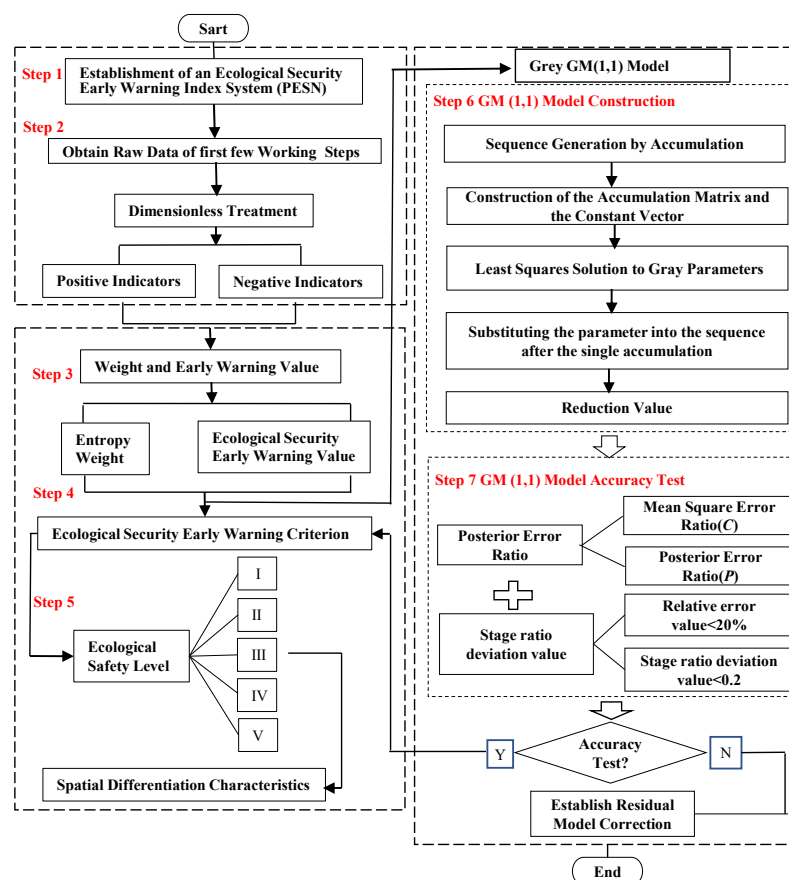 Sart
Step 1
Establishment of an Ecological Security
Early Warning Index System (PESN)
Step 2
Obtain Raw Data of first few Working Steps
Dimensionless Treatment
Positive Indicators
Negative Indicators
Step 3
Weight and Early Warning Value
Entropy
Weight
Ecological Security
Early Warning Value
Step 4
Ecological Security Early Warning Criterion
Step 5
Ecological
Safety Level
I
II
III
IV
V
Spatial Differentiation Characteristics
Grey GM(1,1) Model
Step 6 GM (1,1) Model Construction
Sequence Generation by Accumulation
Construction of the Accumulation Matrix and
the Constant Vector
Least Squares Solution to Gray Parameters
Substituting the parameter into the sequence
after the single accumulation
Reduction Value
Step 7 GM (1,1) Model Accuracy Test
Posterior Error
Ratio
Mean Square Error
Ratio(C)
Posterior Error
Ratio(P)
Stage ratio
deviation value
Relative error
value<20%
Stage ratio deviation
value<0.2
Y
Accuracy
Test?
N
Establish Residual
Model Correction
End